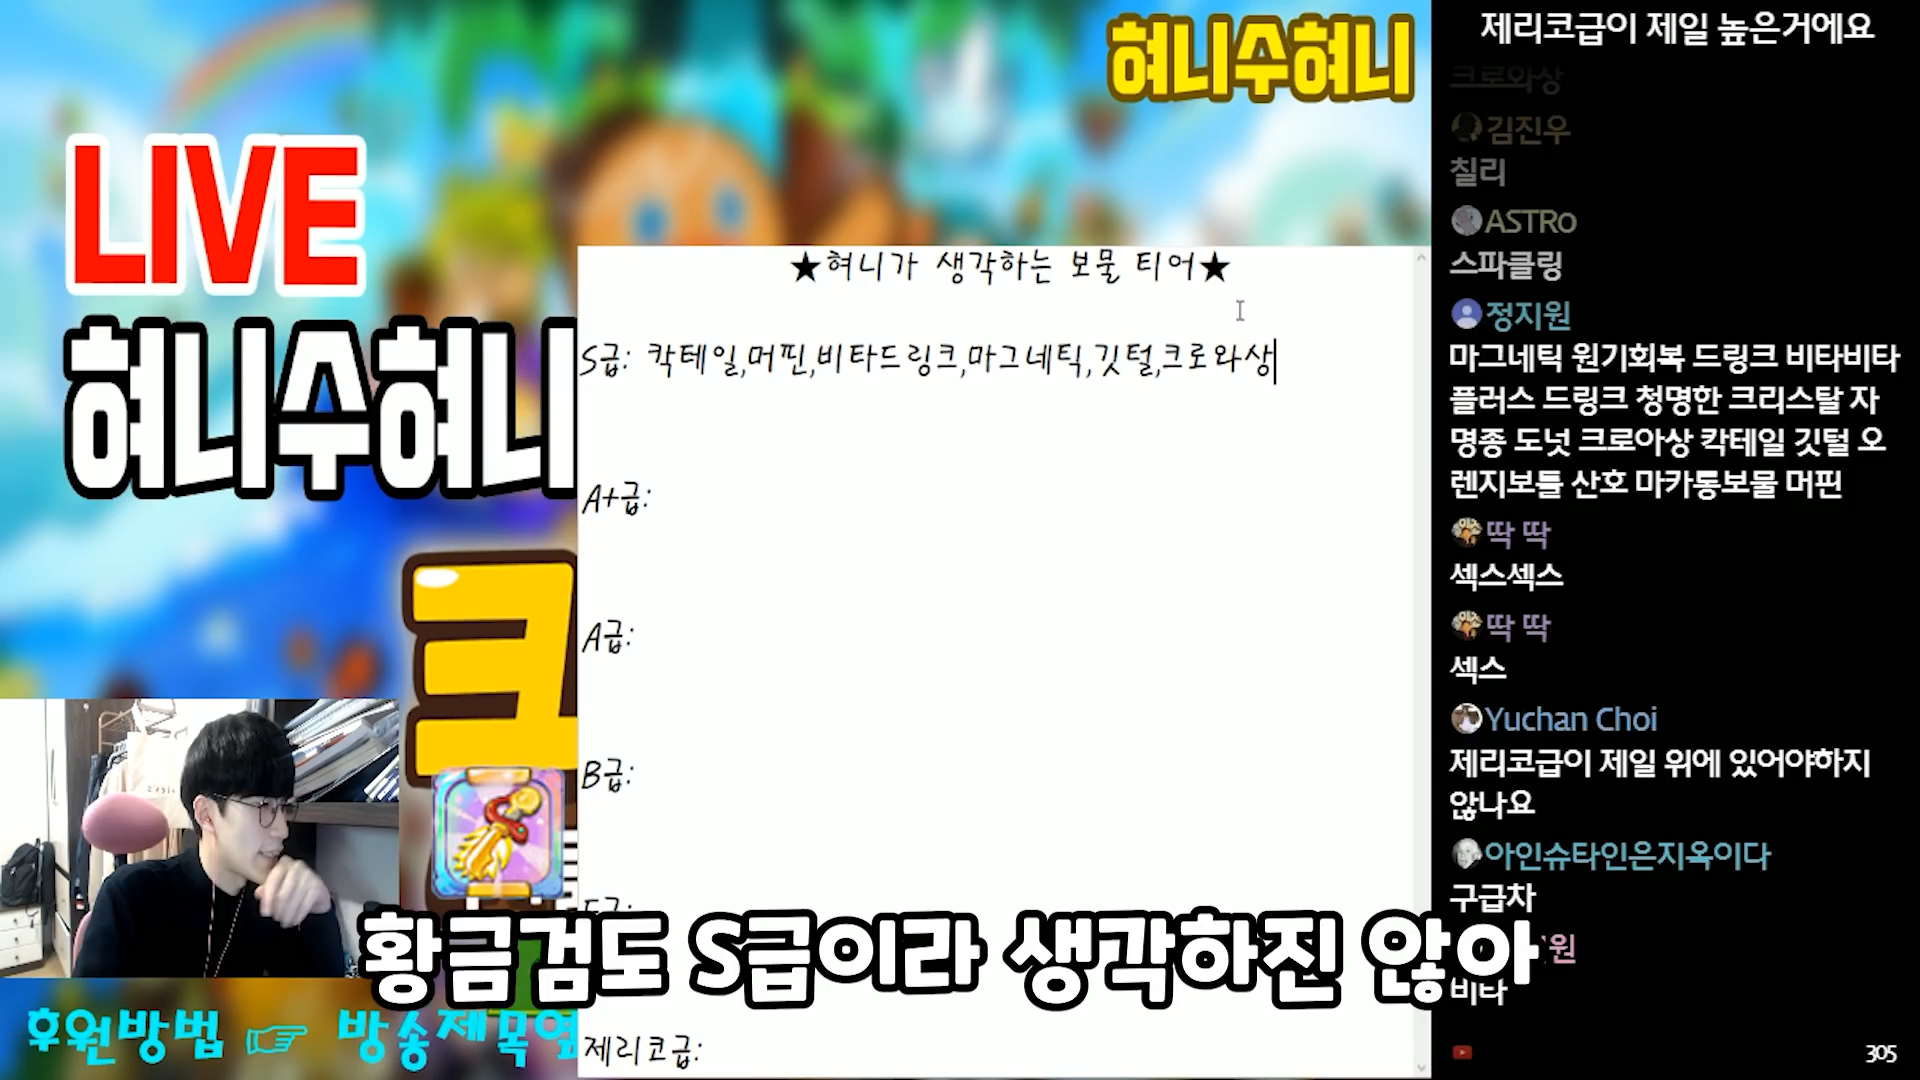 혀니수혀니
LIVE
혀니수혀니
크
★혀니가 생각하는 보물 티어★
S급: 칵테일,머핀,비타드링크,마그네틱,깃털,크로와상
A+급:
A급:
B급:
제리코급:
황금검도 S급이라 생각하진 않아
후원방법 ☞ 방송제목옆
제리코급이 제일 높은거에요
크로와상
김진우
칠리
ASTRo
스파클링
정지원
마그네틱 원기회복 드링크 비타비타
플러스 드링크 청명한 크리스탈 자
명종 도넛 크로아상 칵테일 깃털 오
렌지보틀 산호 마카롱보물 머핀
딱 딱
섹스섹스
딱 딱
섹스
Yuchan Choi
제리코급이 제일 위에 있어야하지
않나요
아인슈타인은지옥이다
구급차
원
비타
305